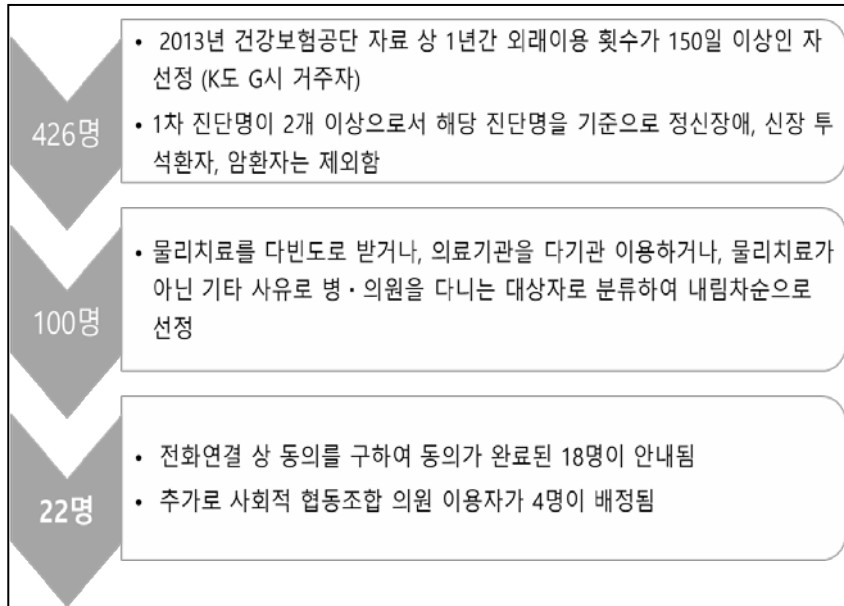 426명
• 2013년 건강보험공단 자료 상 1년간 외래이용 횟수가 150일 이상인 자
선정 (K도 G시 거주자)
• 1차 진단명이 2개 이상으로서 해당 진단명을 기준으로 정신장애, 신장 투
석환자, 암환자는 제외함
100명
• 물리치료를 다빈도로 받거나, 의료기관을 다기관 이용하거나, 물리치료가
아닌 기타 사유로 병·의원을 다니는 대상자로 분류하여 내림차순으로
선정
22명
• 전화연결 상 동의를 구하여 동의가 완료된 18명이 안내됨
• 추가로 사회적 협동조합 의원 이용자가 4명이 배정됨